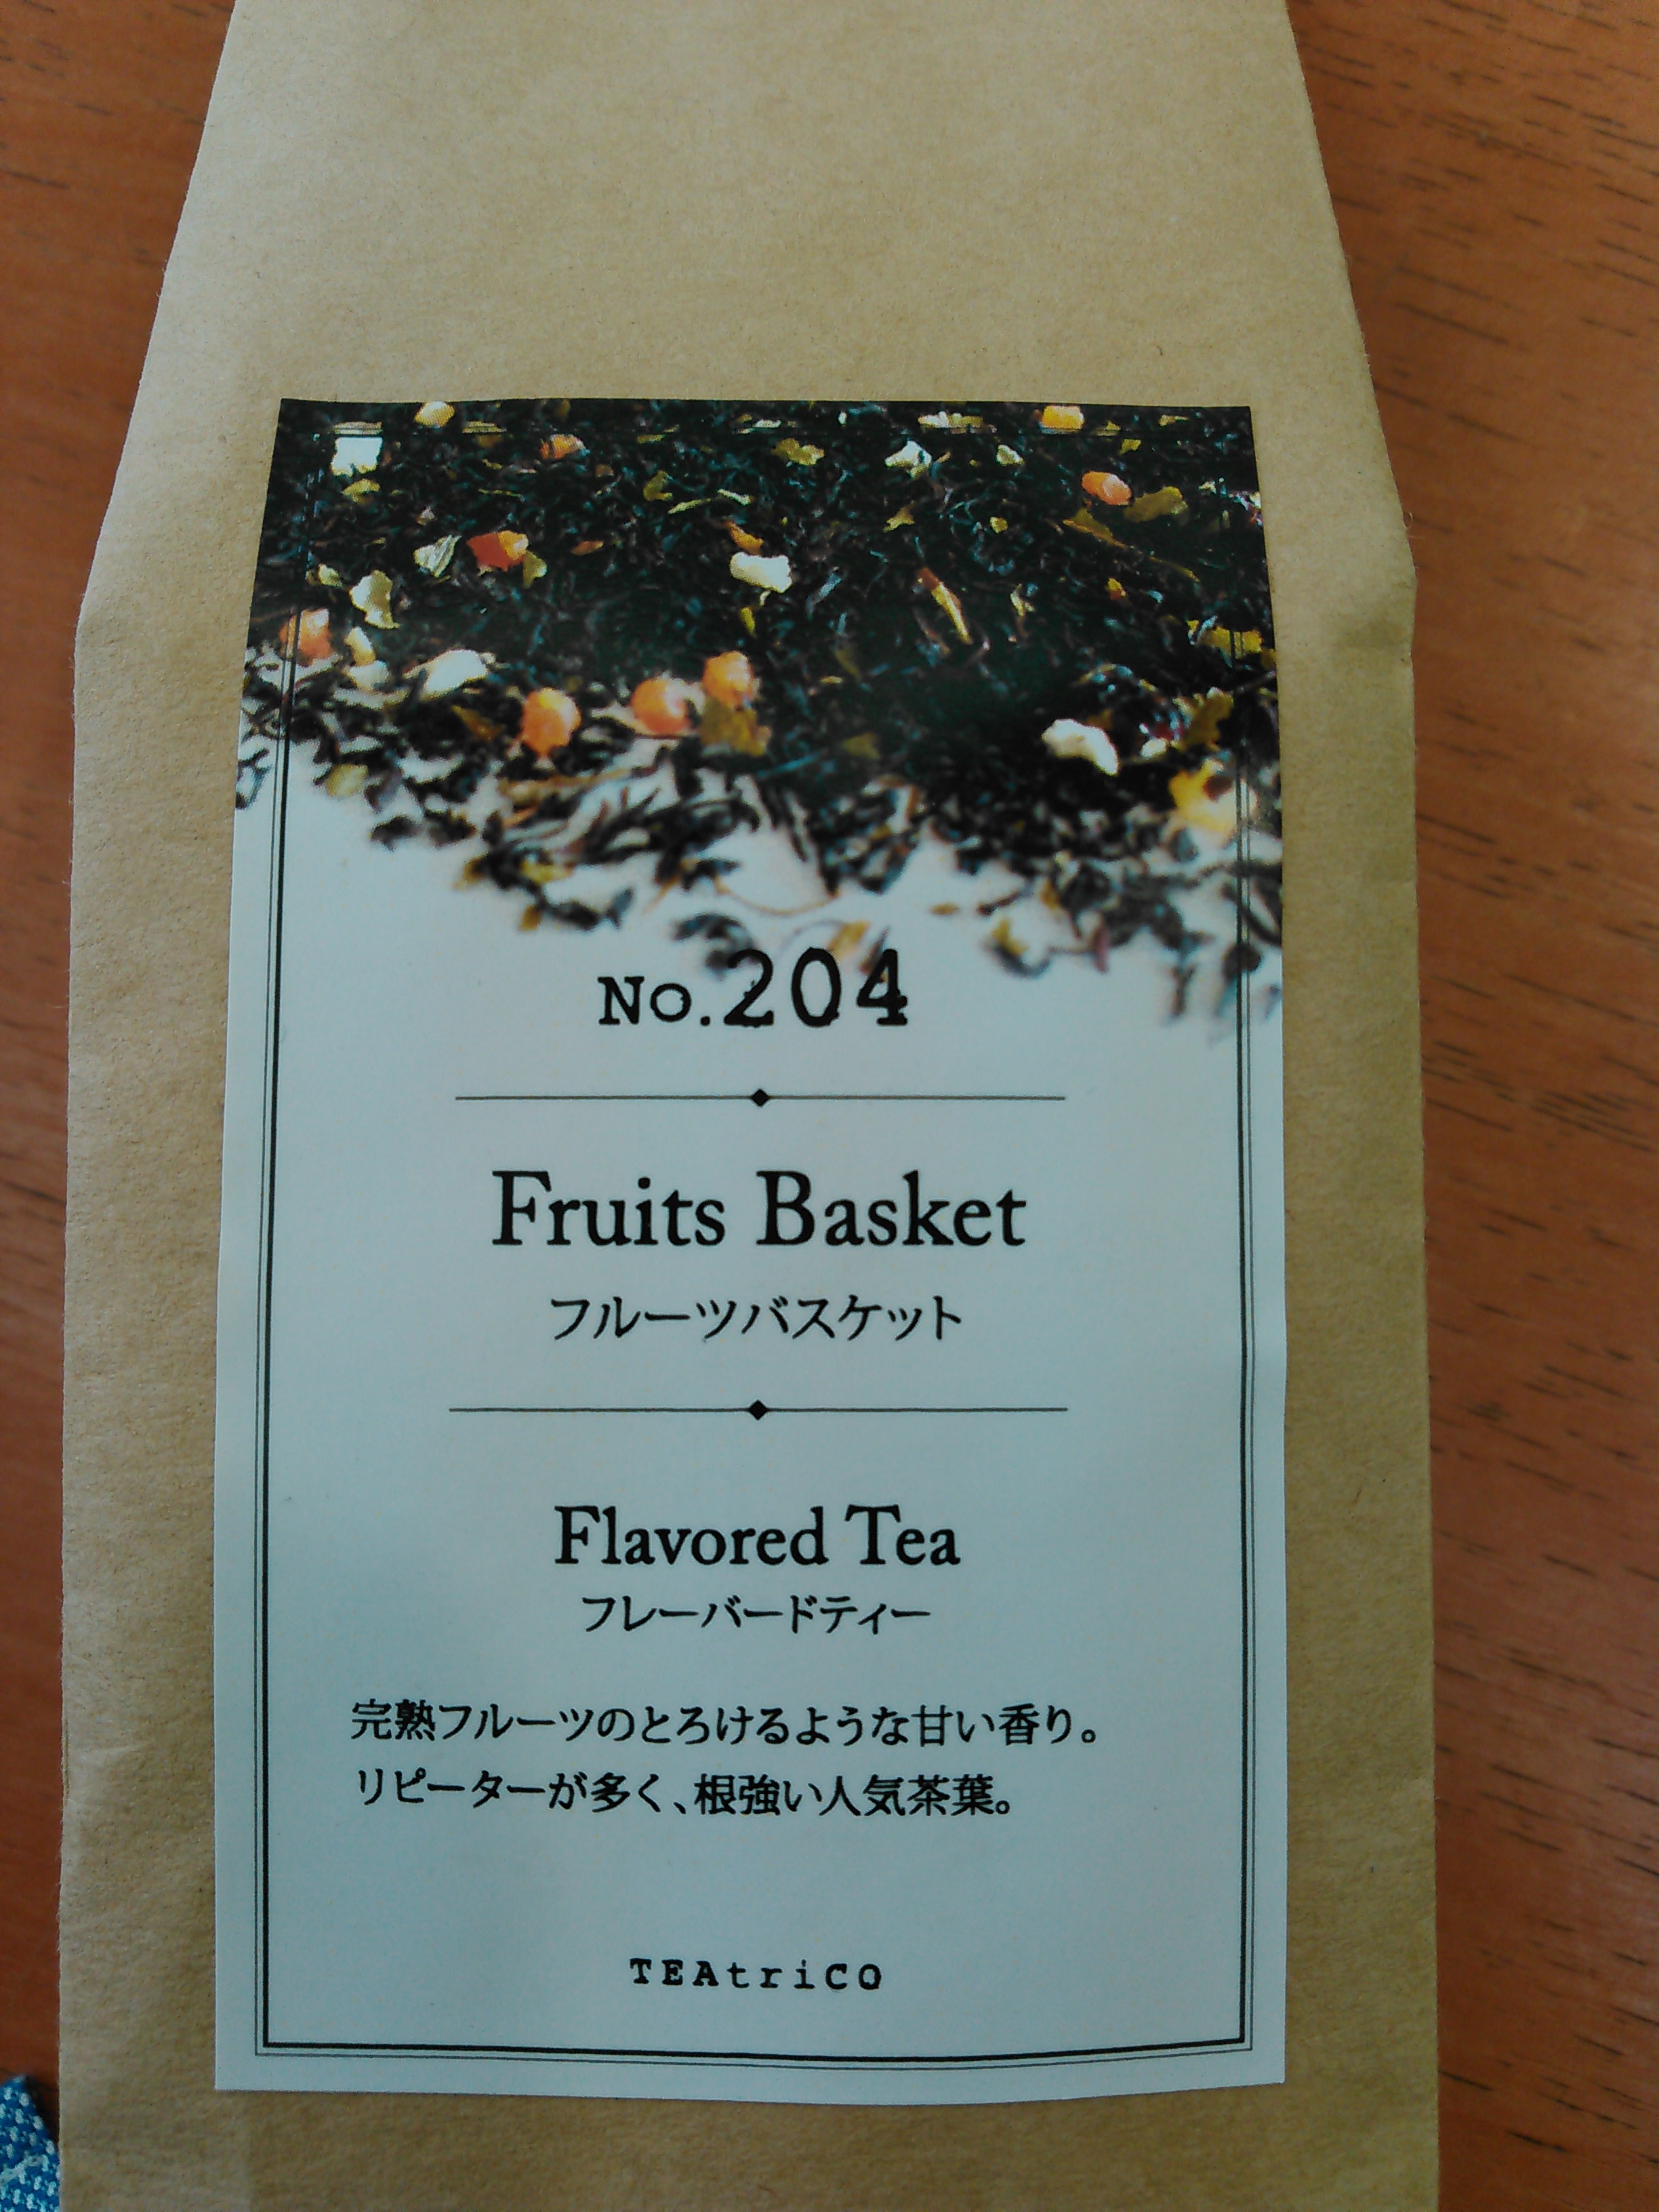 No.204
Fruits Basket
フルーツバスケット
Flavored Tea
フレーバードティー
完熟フルーツのとろけるような甘い香り。
リピーターが多く、根強い人気茶葉。
TEAtriCO